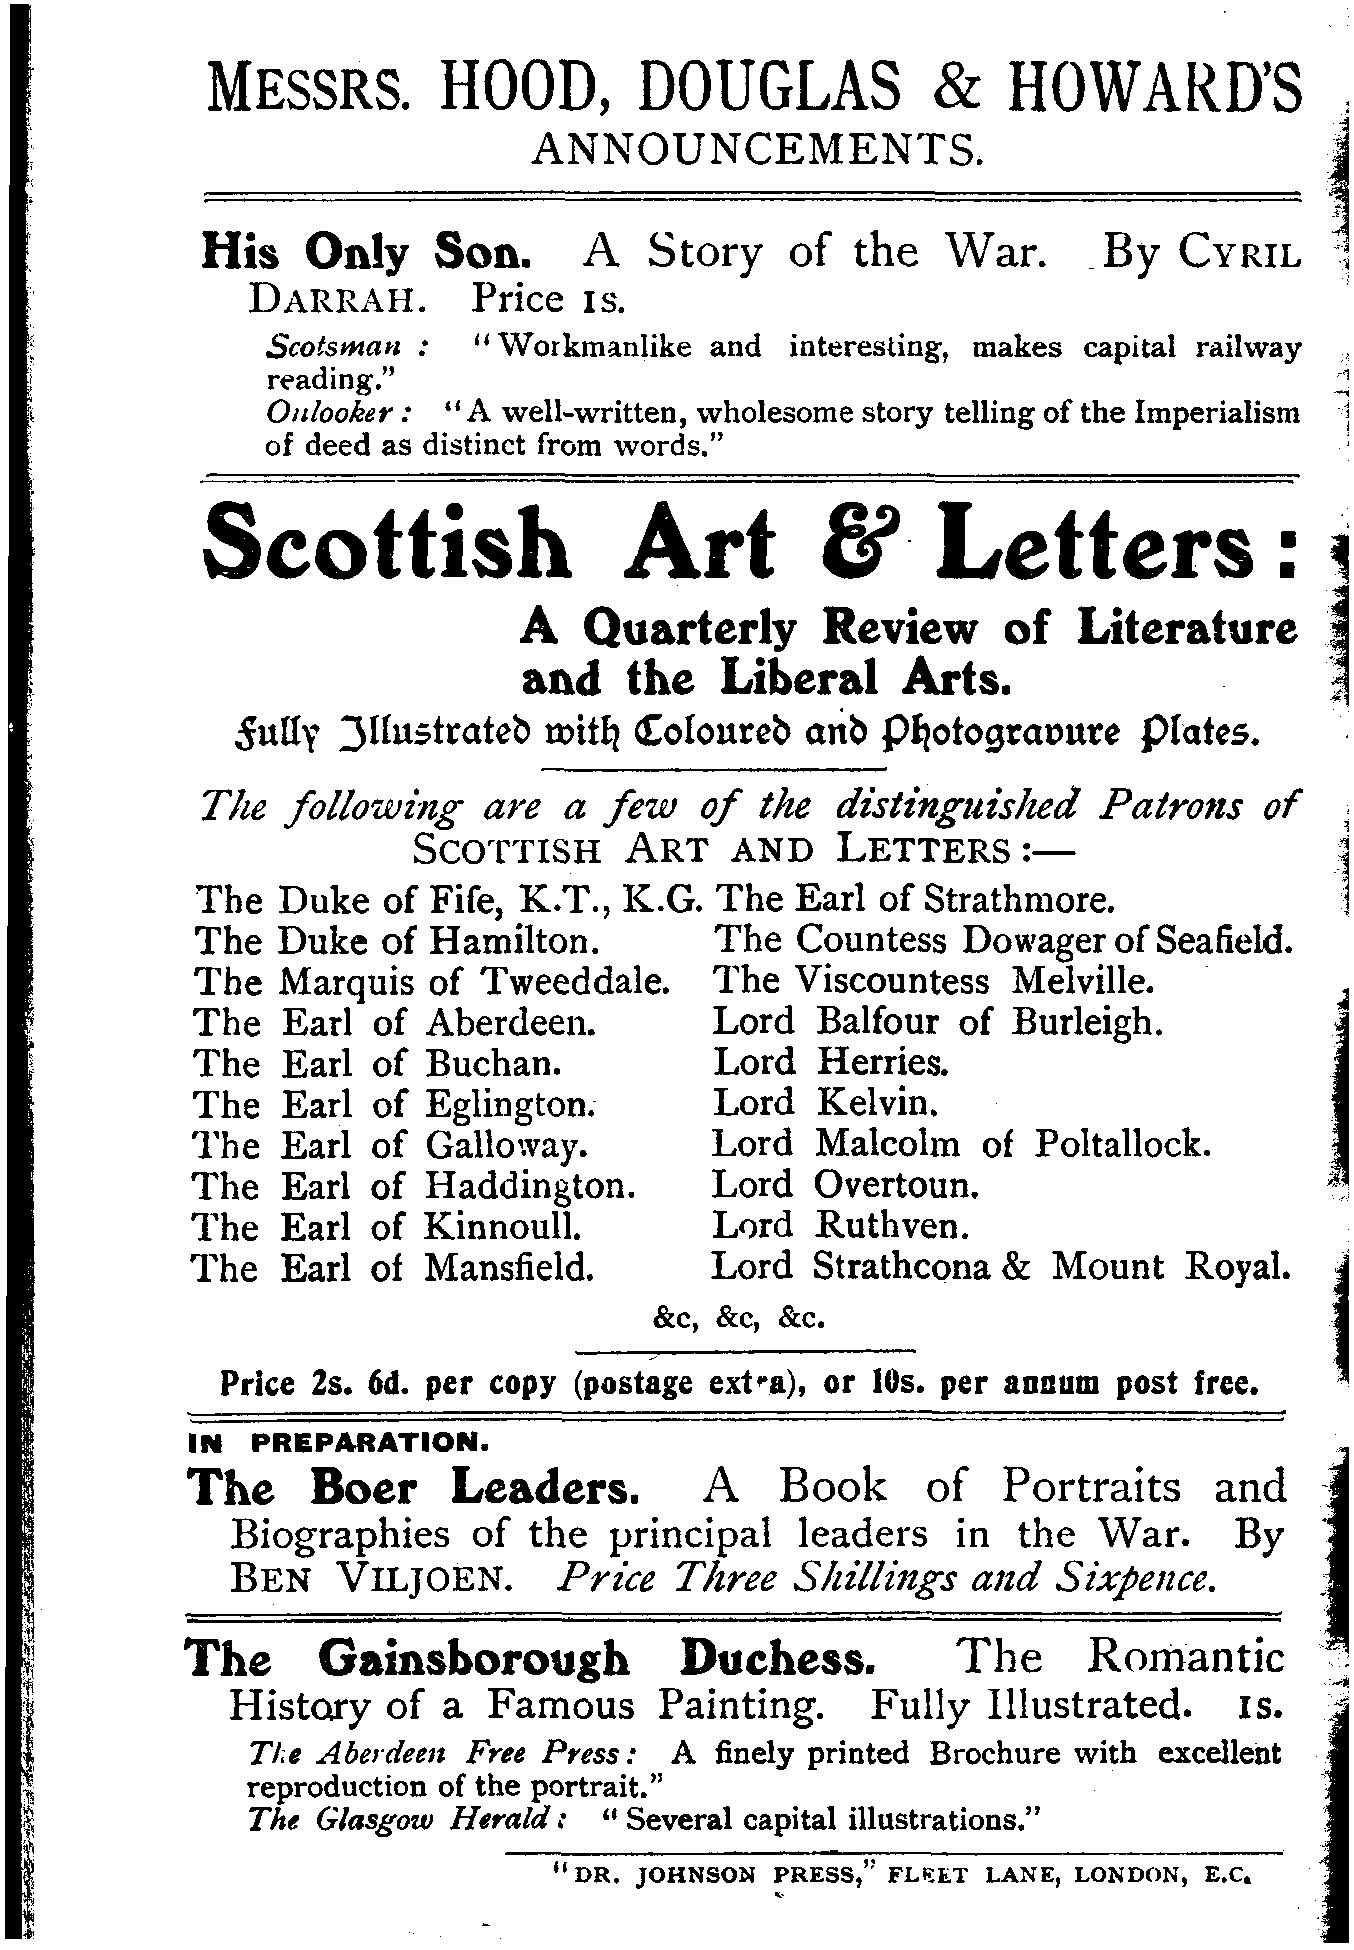 MESSRS. HOOD, DOUGLAS & HOWARD'S
ANNOUNCEMENTS.
His Only Son. A Story of the War. By CYRIL
DARRAH. Price 1s.
Scotsman : "Workmanlike and interesting, makes capital railway
reading."
Onlooker : "A well-written, wholesome story telling of the Imperialism
of deed as distinct from words."
Scottish Art & Letters :
A Quarterly Review of Literature
and the Liberal Arts.
Fully Illustrated with Coloured and Photogravure Plates.
The following are a few of the distinguished Patrons of
SCOTTISH ART AND LETTERS :—
The Duke of Fife, K.T., K.G. The Earl of Strathmore.
The Duke of Hamilton. The Countess Dowager of Seafield.
The Marquis of Tweeddale. The Viscountess Melville.
The Earl of Aberdeen. Lord Balfour of Burleigh.
The Earl of Buchan. Lord Herries.
The Earl of Eglington. Lord Kelvin.
The Earl of Galloway. Lord Malcolm of Poltallock.
The Earl of Haddington. Lord Overtoun.
The Earl of Kinnoull. Lord Ruthven.
The Earl of Mansfield. Lord Strathcona & Mount Royal.
&c, &c, &c.
Price 2s. 6d. per copy (postage extra), or 10s. per annum post free.
IN PREPARATION.
The Boer Leaders. A Book of Portraits and
Biographies of the principal leaders in the War. By
BEN VILJOEN. Price Three Shillings and Sixpence.
The Gainsborough Duchess. The Romantic
History of a Famous Painting. Fully Illustrated. 1s.
The Aberdeen Free Press : A finely printed Brochure with excellent
reproduction of the portrait."
The Glasgow Herald : "Several capital illustrations."
"DR. JOHNSON PRESS," FLEET LANE, LONDON, E.C.